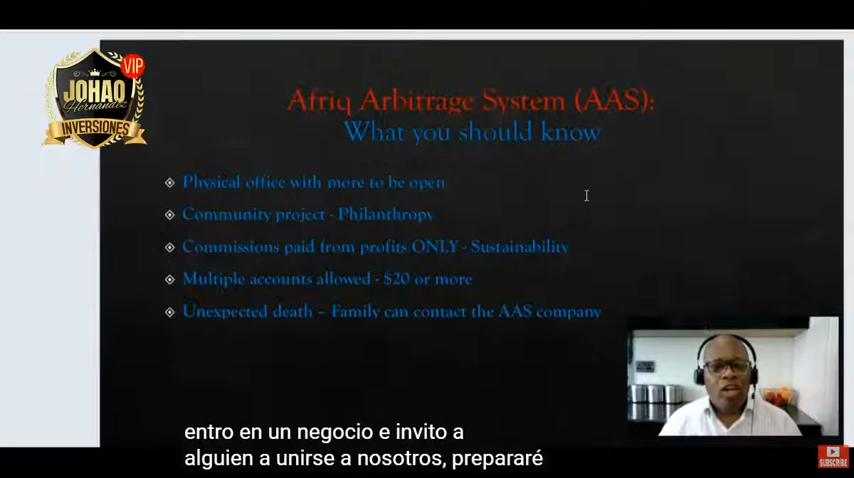 VIP
JOHAO
Hernandez
INVERSIONES
Afriq Arbitrage System (AAS):
What you should know
Physical office with more to be open
Community project - Philanthropy
Commissions paid from profits ONLY - Sustainability
Multiple accounts allowed - $20 or more
Unexpected death – Family can contact the AAS company
entro en un negocio e invito a
alguien a unirse a nosotros, prepararé
SUBSCRIBE